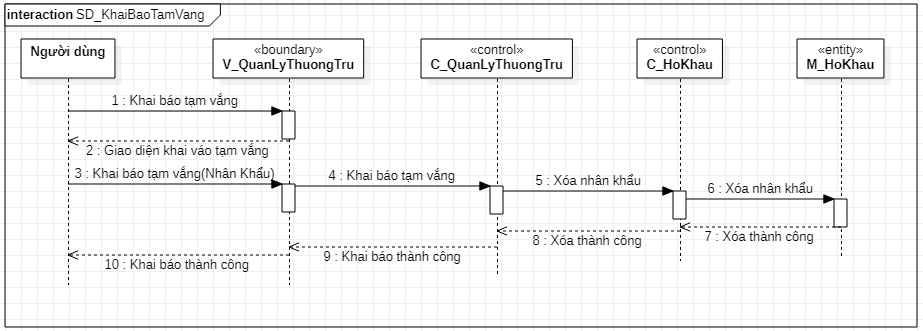 interaction SD_KhaiBaoTamVang
Người dùng
«boundary»
V_QuanLyThuongTru
«control»
C_QuanLyThuongTru
«control»
C_HoKhau
«entity»
M_HoKhau
1 : Khai báo tạm vắng
2 : Giao diện khai váo tạm vắng
3 : Khai báo tạm vắng(Nhân Khẩu)
4 : Khai báo tạm vắng
5 : Xóa nhân khẩu
6 : Xóa nhân khẩu
7 : Xóa thành công
8 : Xóa thành công
9 : Khai báo thành công
10 : Khai báo thành công